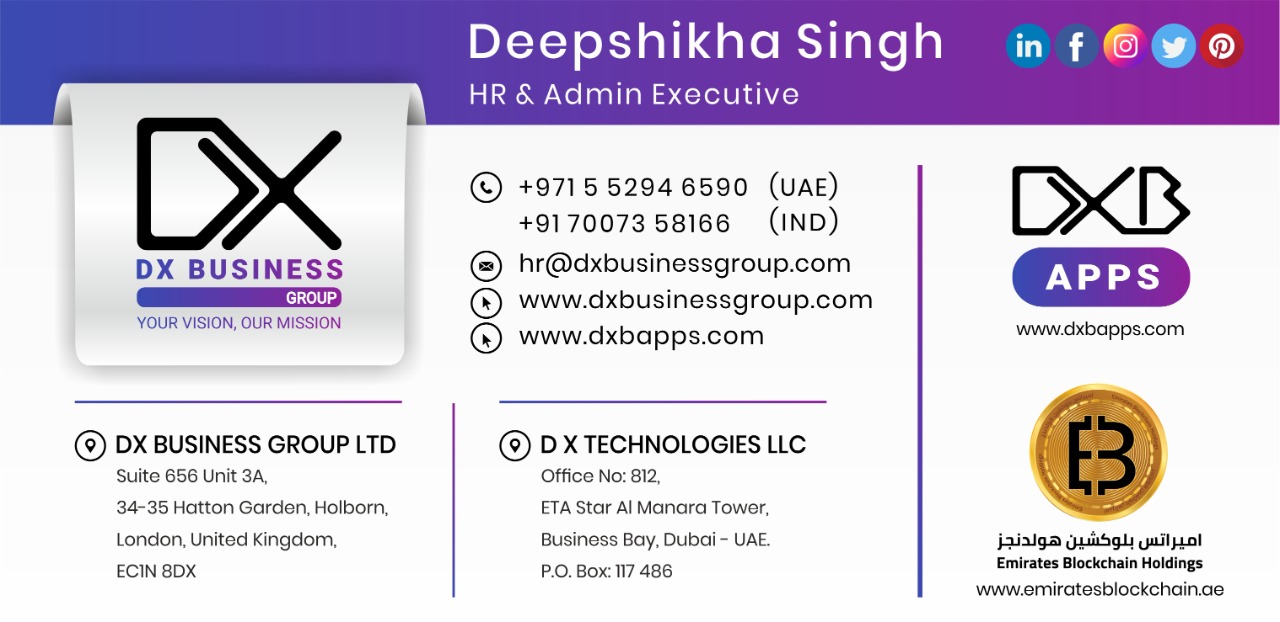 Deepshikha Singh
HR & Admin Executive
in
f
DX
DX BUSINESS
GROUP
YOUR VISION, OUR MISSION
+971 5 5294 6590 (UAE)
+91 70073 58166 (IND)
hr@dxbusinessgroup.com
www.dxbusinessgroup.com
www.dxbapps.com
DX BUSINESS GROUP LTD
Suite 656 Unit 3A,
34-35 Hatton Garden, Holborn,
London, United Kingdom,
EC1N 8DX
D X TECHNOLOGIES LLC
Office No: 812,
ETA Star Al Manara Tower,
Business Bay, Dubai - UAE.
P.O. Box: 117 486
DXB
APPS
www.dxbapps.com
اميراتس بلوكشين هولدنجز
Emirates Blockchain Holdings
www.emiratesblockchain.ae